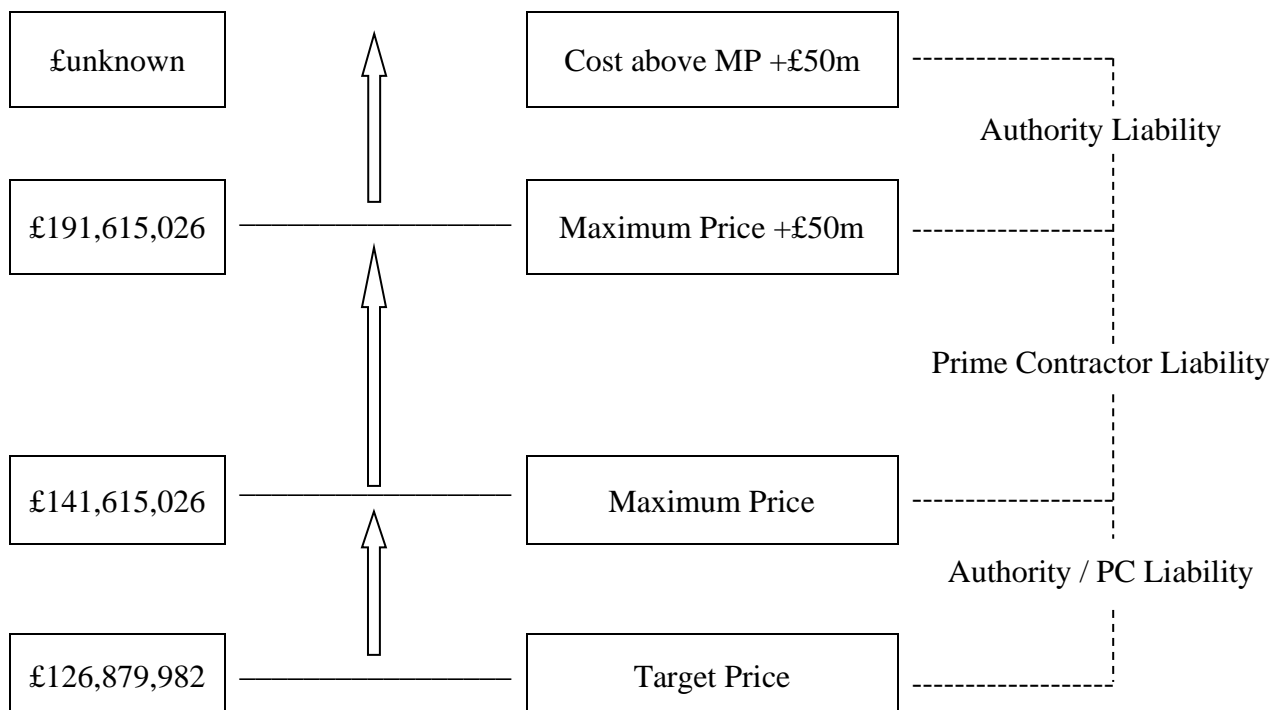 £unknown
Cost above MP +£50m
Authority Liability
£191,615,026
Maximum Price +£50m
Prime Contractor Liability
£141,615,026
Maximum Price
Authority / PC Liability
£126,879,982
Target Price